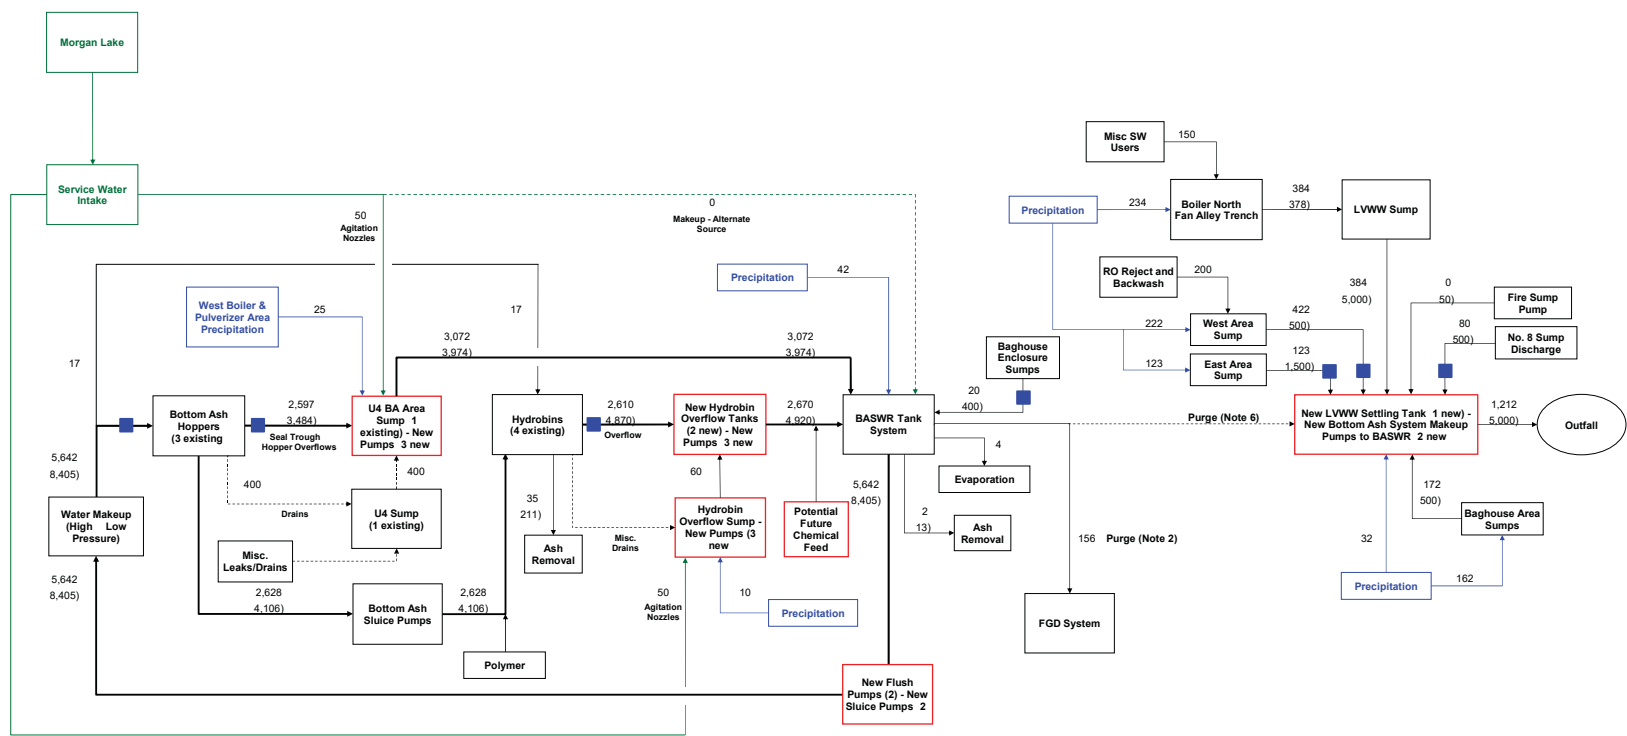 Morgan Lake
Service Water
Intake
50
Agitation
Nozzles
0
Makeup - Alternate
Source
Misc SW
Users
150
Precipitation
234
Boiler North
Fan Alley Trench
384
378)
LVWW Sump
RO Reject and
Backwash
200
West Boiler &
Pulverizer Area
Precipitation
25
17
Precipitation
42
222
West Area
Sump
422
500)
384
5,000)
0
50)
Fire Sump
Pump
80
500)
No. 8 Sump
Discharge
123
East Area
Sump
123
1,500)
17
3,072
3,974)
3,072
3,974)
Baghouse
Enclosure
Sumps
20
400)
Bottom Ash
Hoppers
(3 existing
2,597
3,484)
Seal Trough
Hopper Overflows
U4 BA Area
Sump 1
existing) - New
Pumps 3 new
Hydrobins
(4 existing)
2,610
4,870)
Overflow
New Hydrobin
Overflow Tanks
(2 new) - New
Pumps 3 new
2,670
4,920)
BASWR Tank
System
Purge (Note 6)
New LVWW Settling Tank 1 new) -
New Bottom Ash System Makeup
Pumps to BASWR 2 new
1,212
5,000)
Outfall
5,642
8,405)
400
Drains
400
U4 Sump
(1 existing)
Water Makeup
(High Low
Pressure)
Misc.
Leaks/Drains
35
211)
Ash
Removal
Misc.
Drains
60
Hydrobin
Overflow Sump -
New Pumps (3
new
Potential
Future
Chemical
Feed
5,642
8,405)
4
Evaporation
2
13)
Ash
Removal
156
Purge (Note 2)
172
500)
Baghouse Area
Sumps
32
Precipitation
162
5,642
8,405)
2,628
4,106)
Bottom Ash
Sluice Pumps
2,628
4,106)
Polymer
50
Agitation
Nozzles
10
Precipitation
FGD System
New Flush
Pumps (2) - New
Sluice Pumps 2